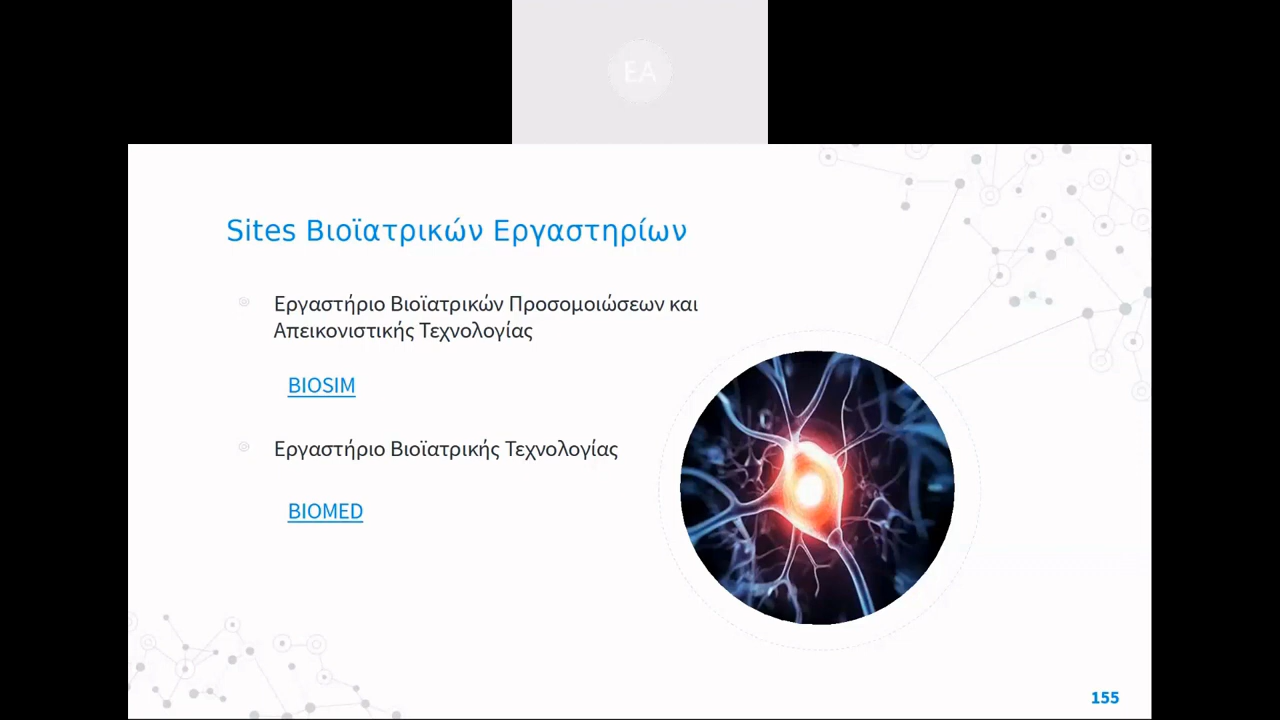 EA
Sites Βιοϊατρικών Εργαστηρίων
Εργαστήριο Βιοϊατρικών Προσομοιώσεων και
Απεικονιστικής Τεχνολογίας
BIOSIM
Εργαστήριο Βιοϊατρικής Τεχνολογίας
BIOMED
155